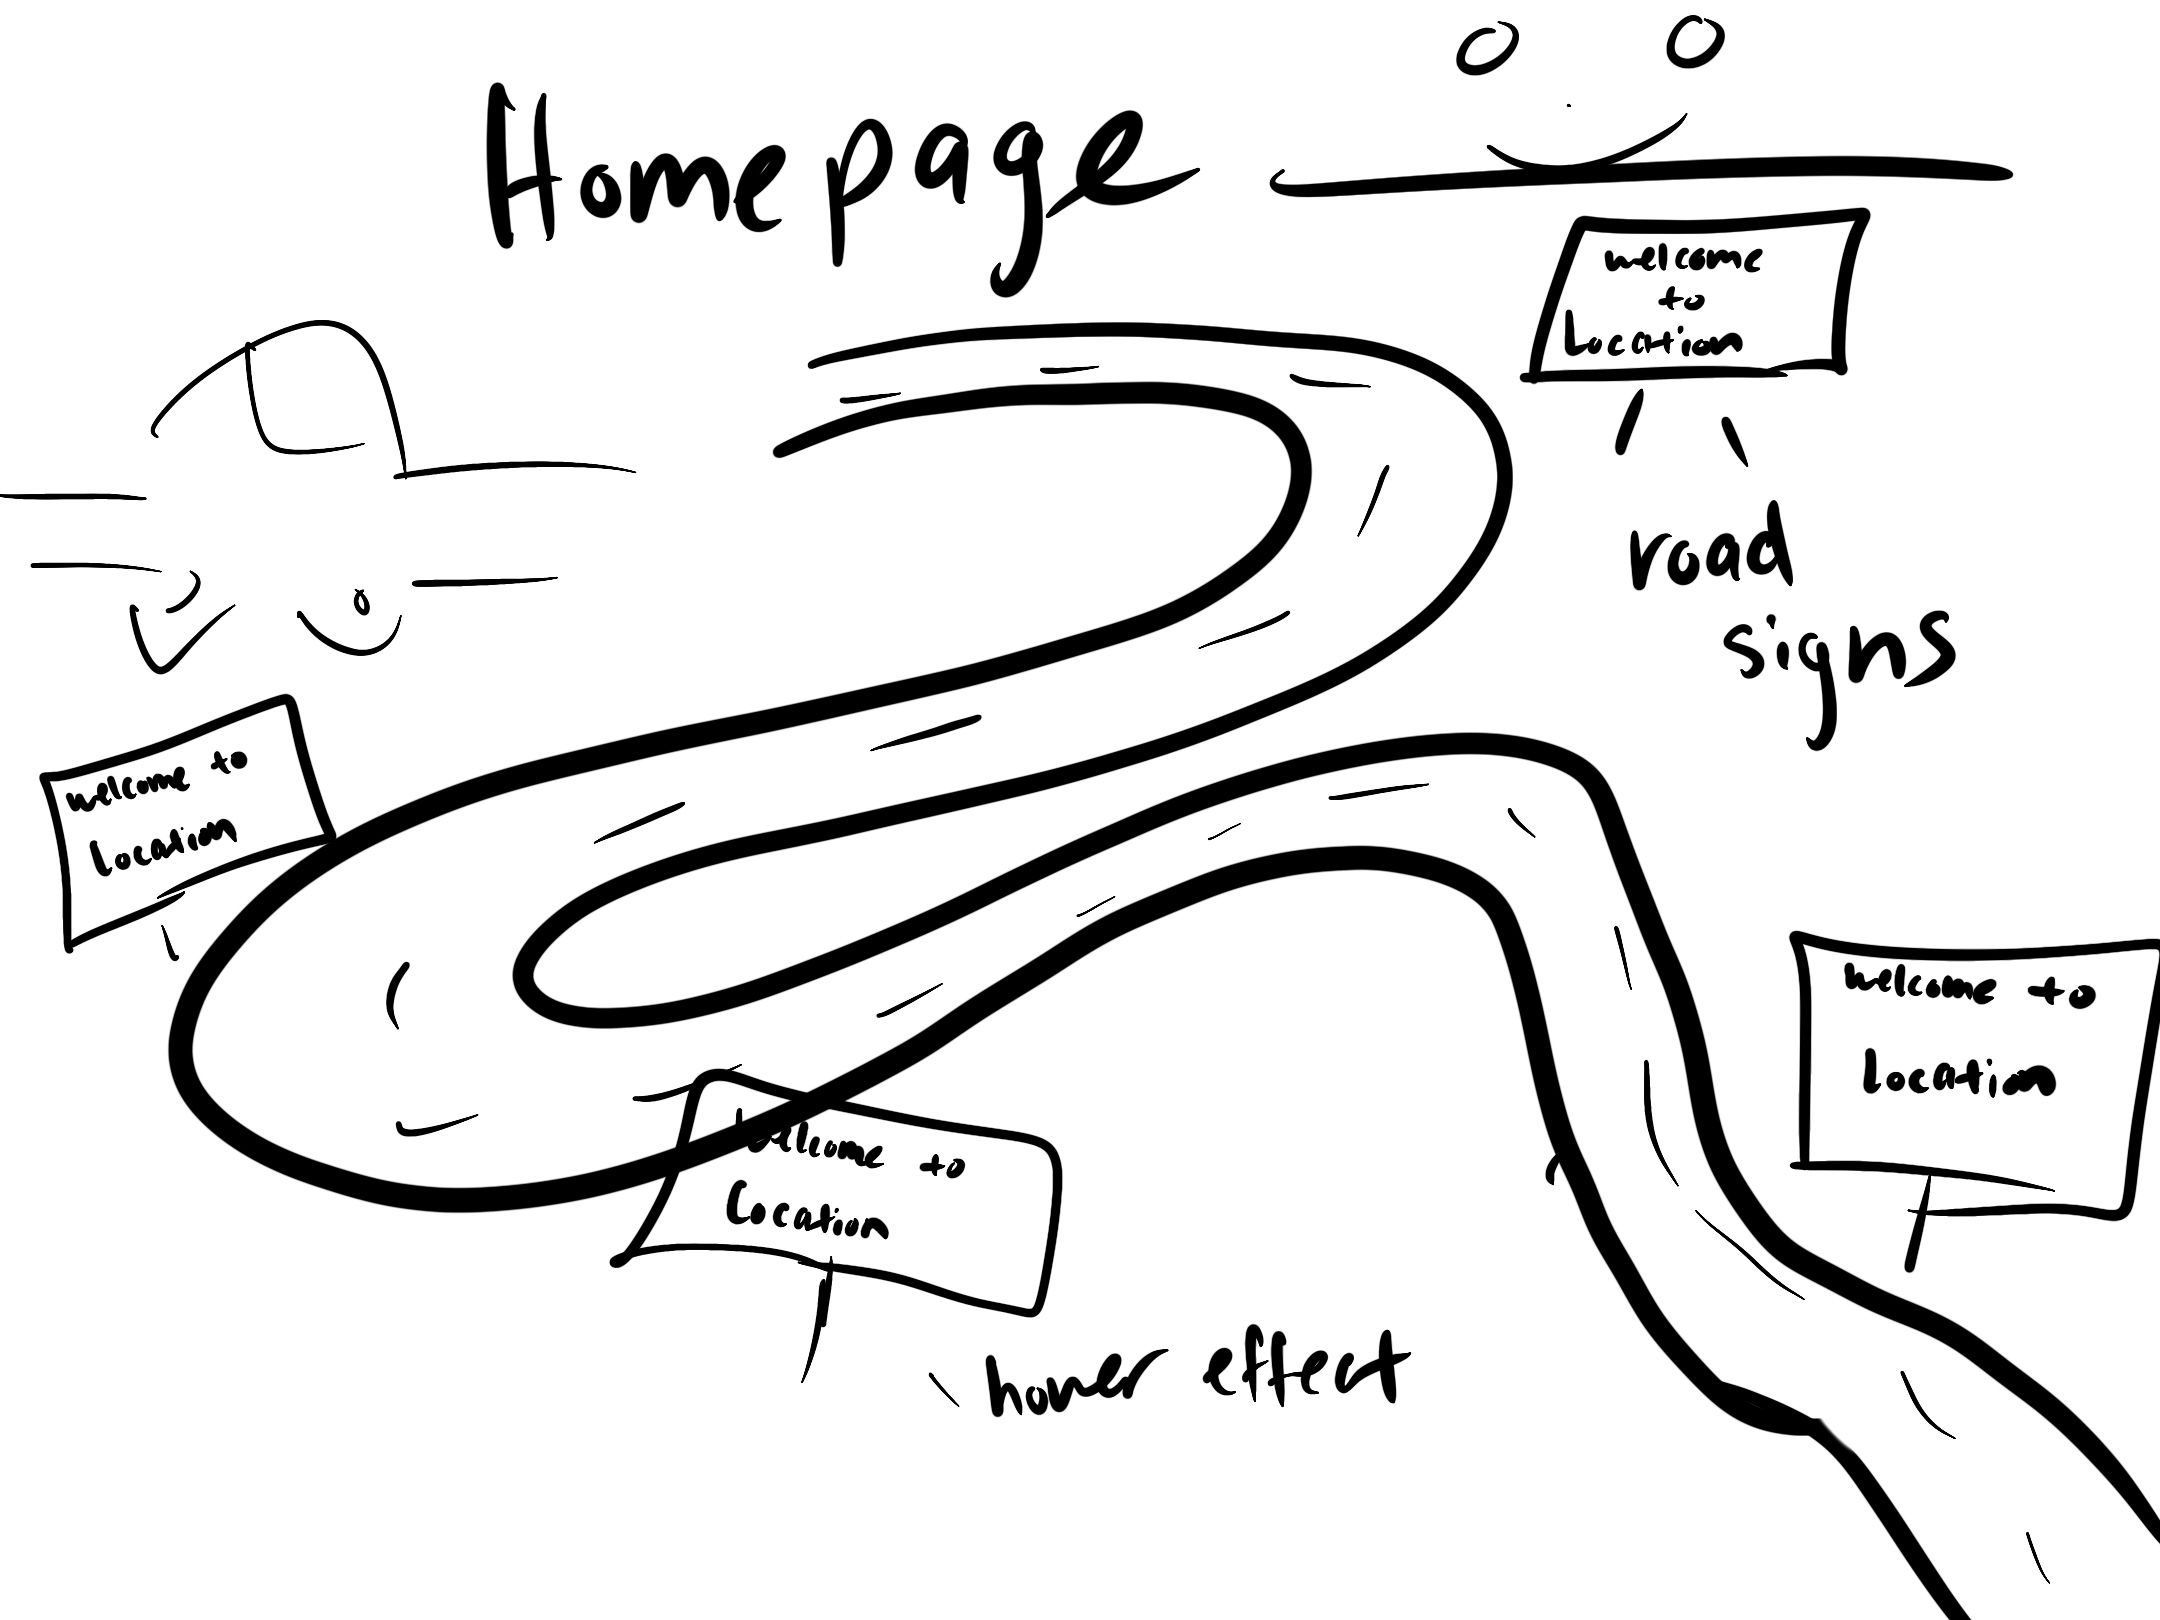 Homepage
welcome
to
Location
road
signs
welcome to
Location
welcome to
Location
welcome to
Location
hover effect